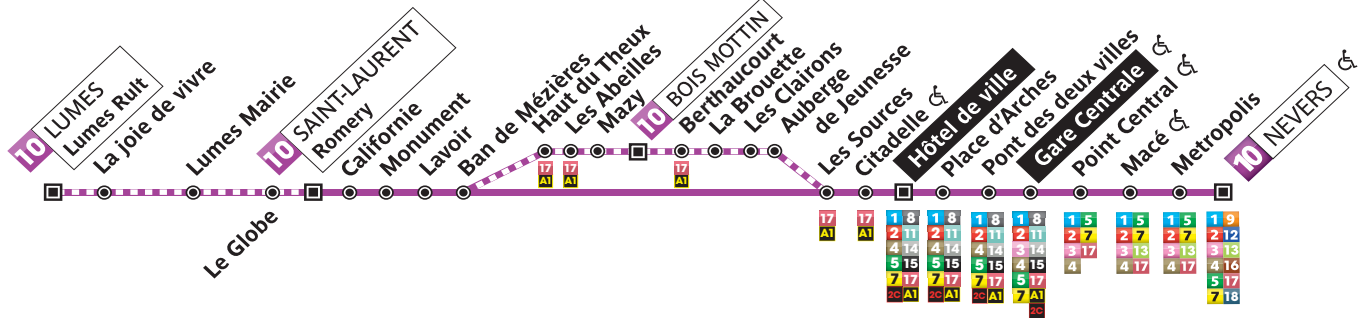 10
LUMES
Lumes Rult
La joie de vivre
Lumes Mairie
Le Globe
10
SAINT-LAURENT
Romery
Californie
Monument
Lavoir
Ban de Mézières
Haut du Theux
Les Abeilles
Mazy
10
BOIS MOTTIN
Berthaucourt
La Brouette
Les Clairons
Auberge
de Jeunesse
Les Sources
Citadelle
Hôtel de ville
Place d'Arches
Pont des deux villes
Gare Centrale
Point Central
Macé
Metropolis
10
NEVERS
17
A1
17
A1
17
A1
17
A1
17
A1
1 8
2 11
4 14
5 15
7 17
2C A1
1 8
2 11
4 14
5 15
7 17
2C A1
1 8
2 11
4 14
5 15
7 17
2C A1
1 8
2 11
3 14
4 15
5 17
7 A1
2C
1 5
2 7
3 17
4
1 5
2 7
3 13
4 17
1 5
2 7
3 13
4 17
1 9
2 12
3 13
4 16
5 17
7 18